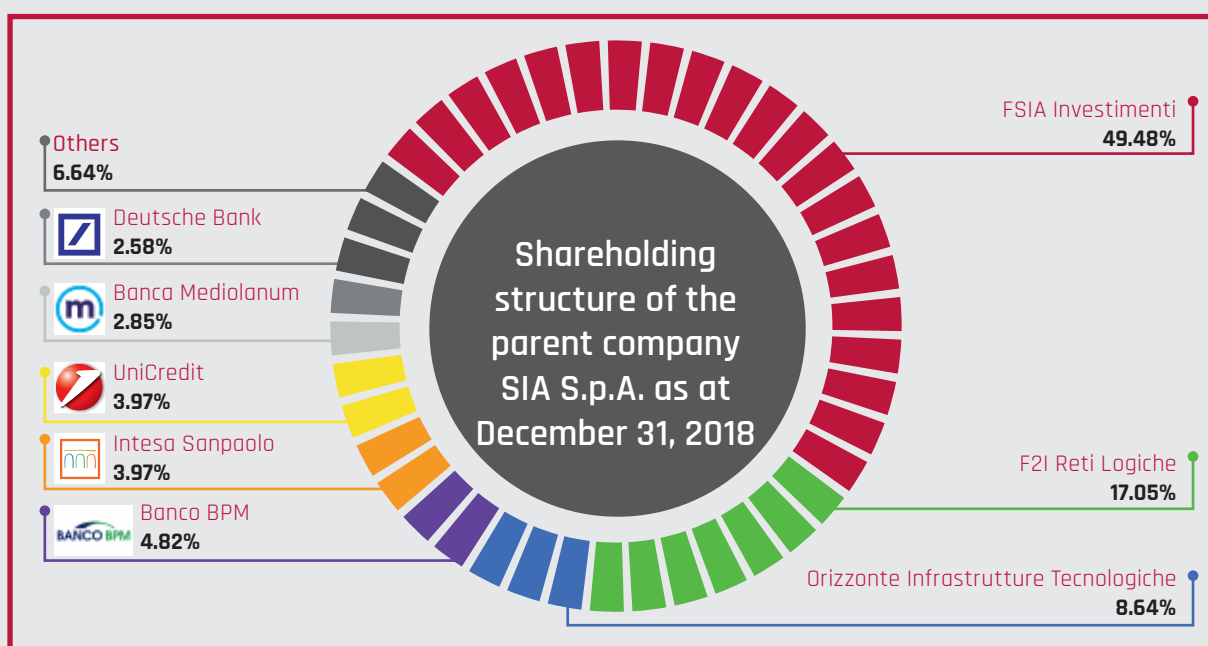 Shareholding
structure of the
parent company
SIA S.p.A. as at
December 31, 2018
FSIA Investimenti
49.48%
F2I Reti Logiche
17.05%
Orizzonte Infrastrutture Tecnologiche
8.64%
Others
6.64%
Deutsche Bank
2.58%
m
Banca Mediolanum
2.85%
UniCredit
3.97%
Intesa Sanpaolo
3.97%
BANCO BPM
Banco BPM
4.82%